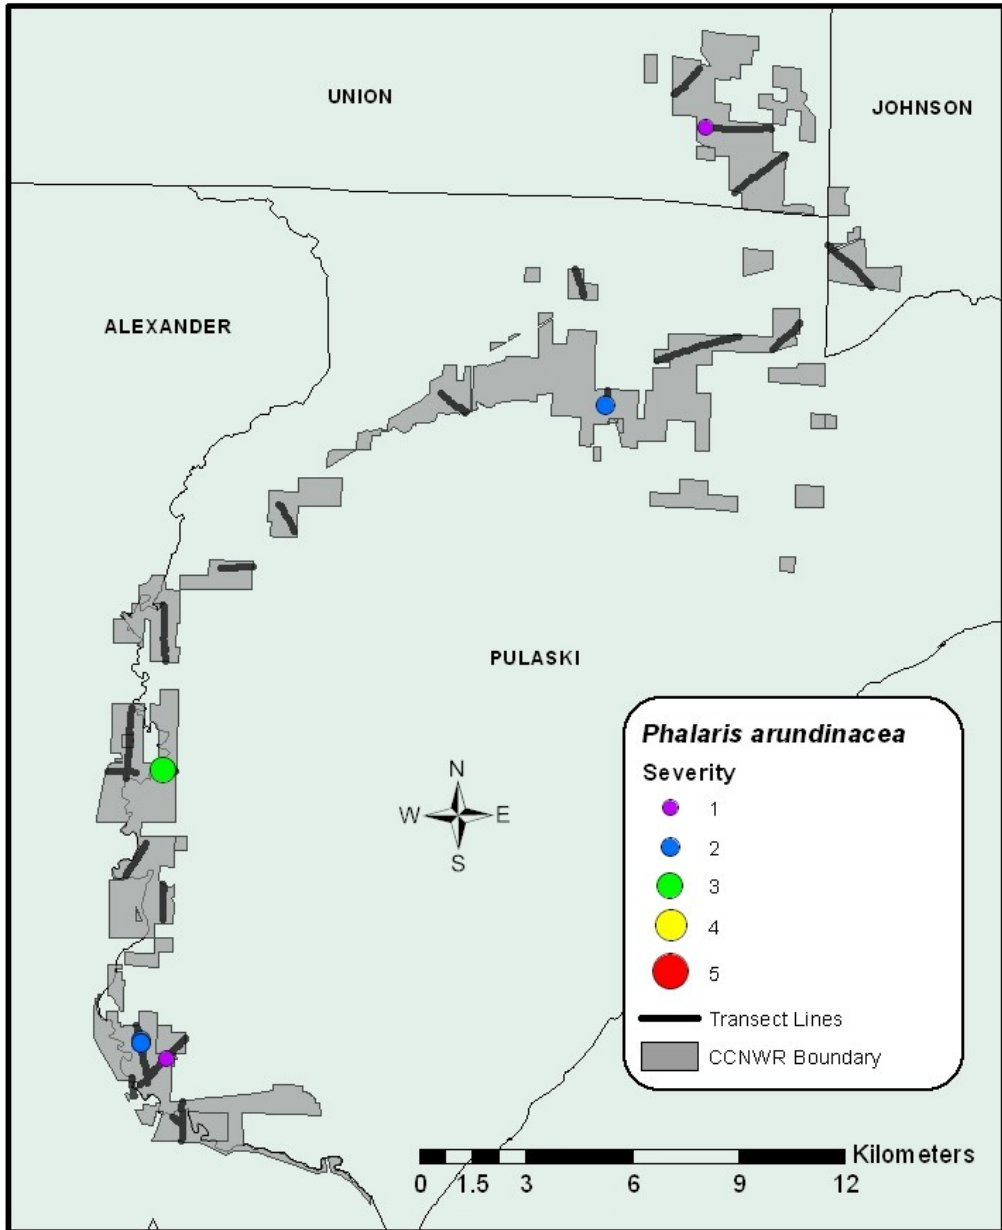 UNION
JOHNSON
ALEXANDER
PULASKI
N
W E
S
Phalaris arundinacea
Severity
1
2
3
4
5
Transect Lines
CCNWR Boundary
Kilometers
0 1.5 3 6 9 12